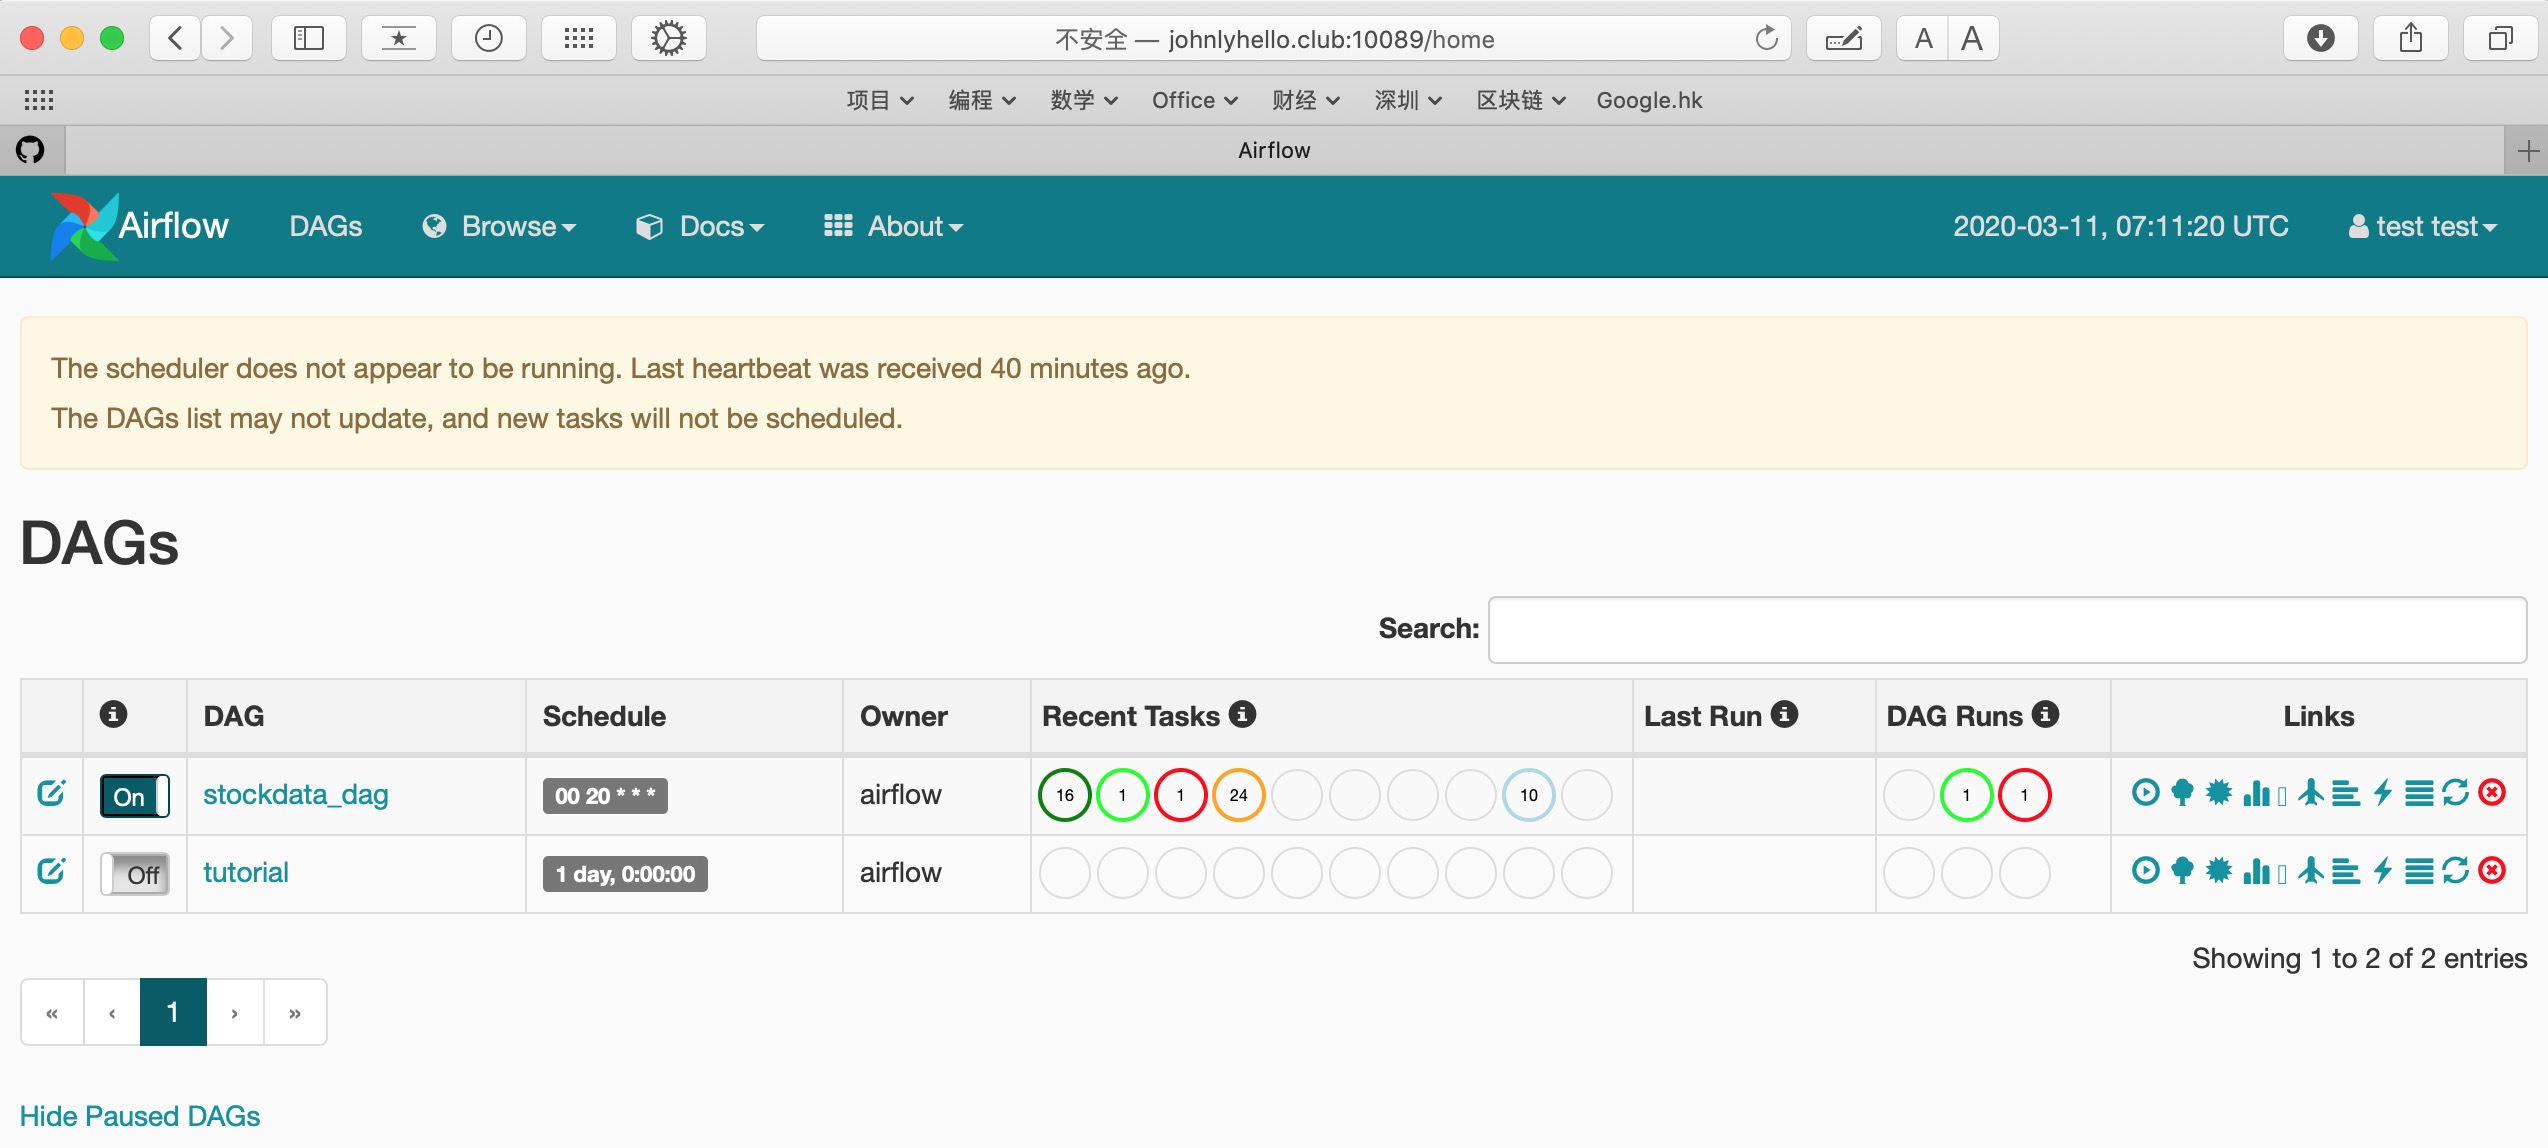 不安全 — johnlyhello.club:10089/home
A A
项目 编程 数学 Office 财经 深圳 区块链 Google.hk
Airflow
Airflow DAGs Browse Docs About 2020-03-11, 07:11:20 UTC test test
The scheduler does not appear to be running. Last heartbeat was received 40 minutes ago.
The DAGs list may not update, and new tasks will not be scheduled.
DAGs
Search:
DAG Schedule Owner Recent Tasks Last Run DAG Runs Links
On stockdata_dag 00 20 * * * airflow 16 1 1 24 10 1 1
Off tutorial 1 day, 0:00:00 airflow
Showing 1 to 2 of 2 entries
« ‹ 1 › »
Hide Paused DAGs